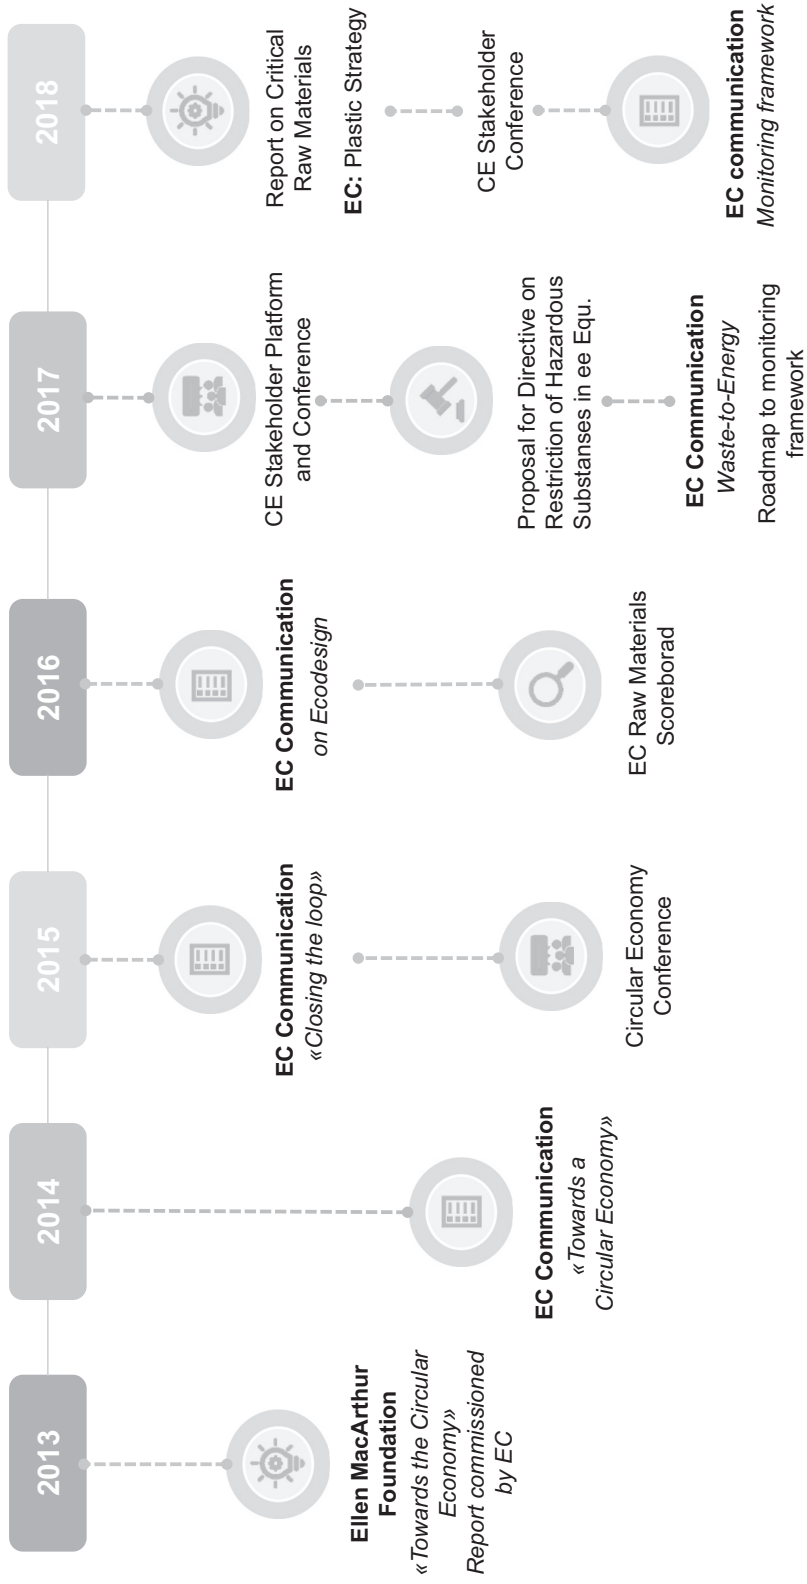 2013
Ellen MacArthur
Foundation
«Towards the Circular
Economy»
Report commissioned
by EC
2014
EC Communication
«Towards a
Circular Economy»
2015
EC Communication
«Closing the loop»
Circular Economy
Conference
2016
EC Communication
on Ecodesign
EC Raw Materials
Scoreborad
2017
CE Stakeholder Platform
and Conference
Proposal for Directive on
Restriction of Hazardous
Substanses in ee Equ.
EC Communication
Waste-to-Energy
Roadmap to monitoring
framework
2018
Report on Critical
Raw Materials
EC: Plastic Strategy
CE Stakeholder
Conference
EC communication
Monitoring framework